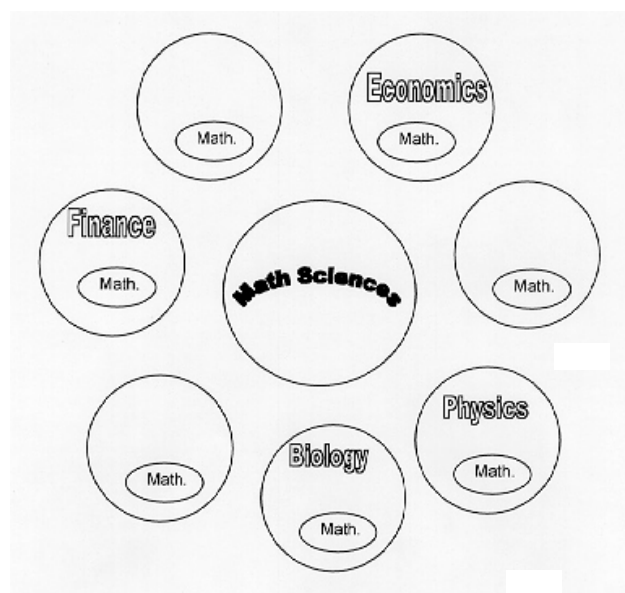 Math.
Economics
Math.
Finance
Math.
Math Sciences
Math.
Physics
Math.
Math.
Biology
Math.